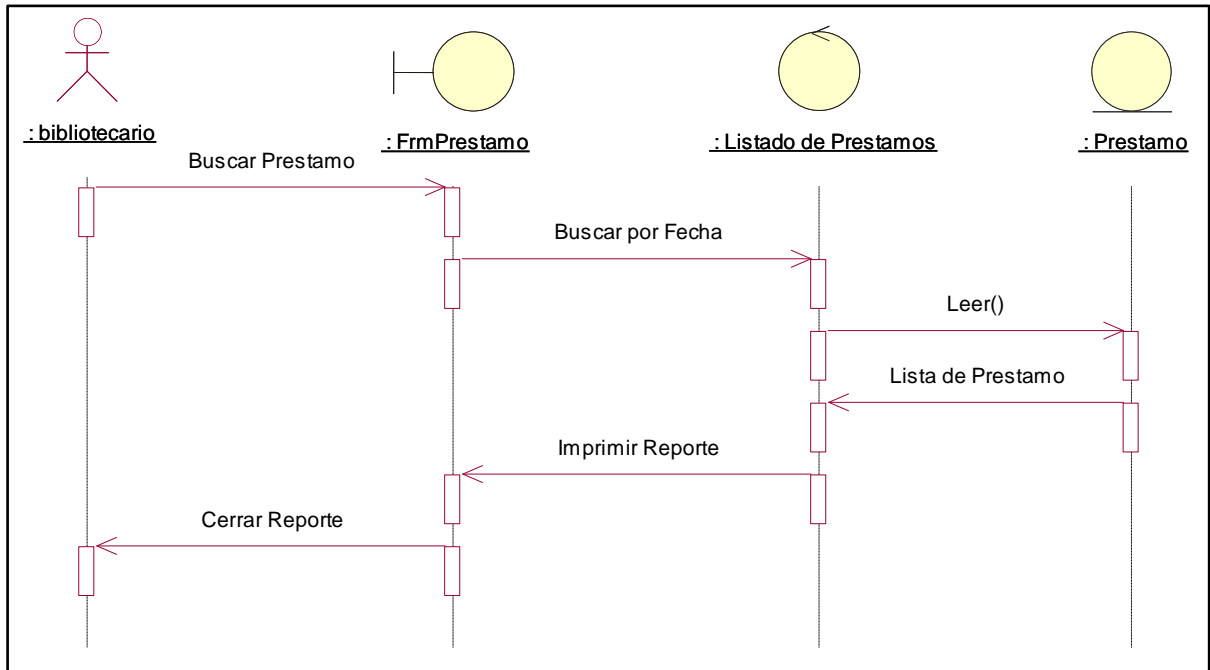 : bibliotecario
: FrmPrestamo
: Listado de Prestamos
: Prestamo
Buscar Prestamo
Buscar por Fecha
Leer()
Lista de Prestamo
Imprimir Reporte
Cerrar Reporte